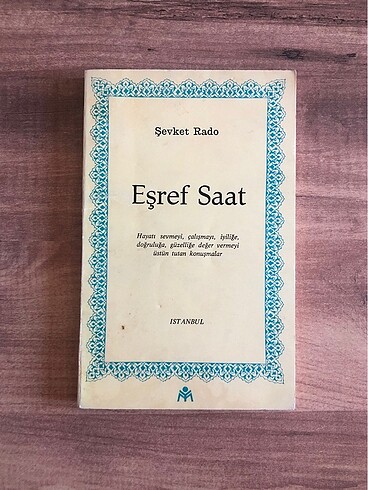 Şevket Rado
Eşref Saat
Hayatı sevmeyi, çalışmayı, iyiliğe,
doğruluğa, güzelliğe değer vermeyi
üstün tutan konuşmalar
ISTANBUL